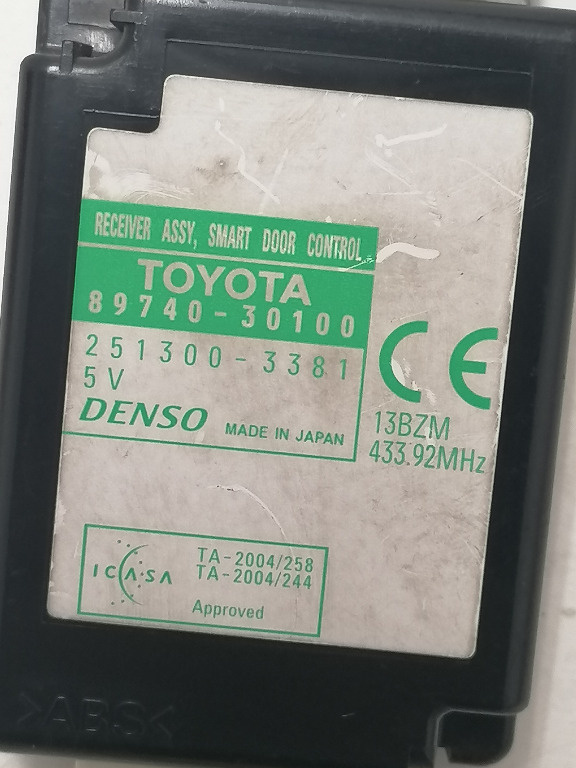 RECEIVER ASSY, SMART DOOR CONTROL
TOYOTA
89740-30100
251300-3381
5V
DENSO MADE IN JAPAN
CE
13BZM
433.92MHz
ICASA
TA-2004/258
TA-2004/244
Approved
>ABS<